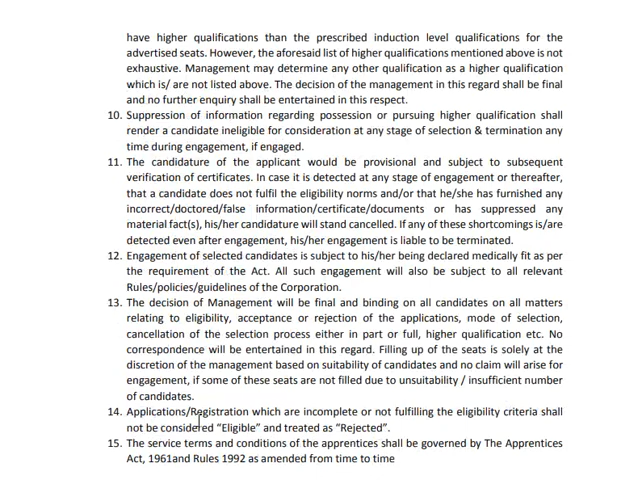 have higher qualifications than the prescribed induction level qualifications for the
advertised seats. However, the aforesaid list of higher qualifications mentioned above is not
exhaustive. Management may determine any other qualification as a higher qualification
which is/ are not listed above. The decision of the management in this regard shall be final
and no further enquiry shall be entertained in this respect.
10. Suppression of information regarding possession or pursuing higher qualification shall
render a candidate ineligible for consideration at any stage of selection & termination any
time during engagement, if engaged.
11. The candidature of the applicant would be provisional and subject to subsequent
verification of certificates. In case it is detected at any stage of engagement or thereafter,
that a candidate does not fulfil the eligibility norms and/or that he/she has furnished any
incorrect/doctored/false information/certificate/documents or has suppressed any
material fact(s), his/her candidature will stand cancelled. If any of these shortcomings is/are
detected even after engagement, his/her engagement is liable to be terminated.
12. Engagement of selected candidates is subject to his/her being declared medically fit as per
the requirement of the Act. All such engagement will also be subject to all relevant
Rules/policies/guidelines of the Corporation.
13. The decision of Management will be final and binding on all candidates on all matters
relating to eligibility, acceptance or rejection of the applications, mode of selection,
cancellation of the selection process either in part or full, higher qualification etc. No
correspondence will be entertained in this regard. Filling up of the seats is solely at the
discretion of the management based on suitability of candidates and no claim will arise for
engagement, if some of these seats are not filled due to unsuitability / insufficient number
of candidates.
14. Applications/Registration which are incomplete or not fulfilling the eligibility criteria shall
not be considered “Eligible” and treated as “Rejected”.
15. The service terms and conditions of the apprentices shall be governed by The Apprentices
Act, 1961and Rules 1992 as amended from time to time